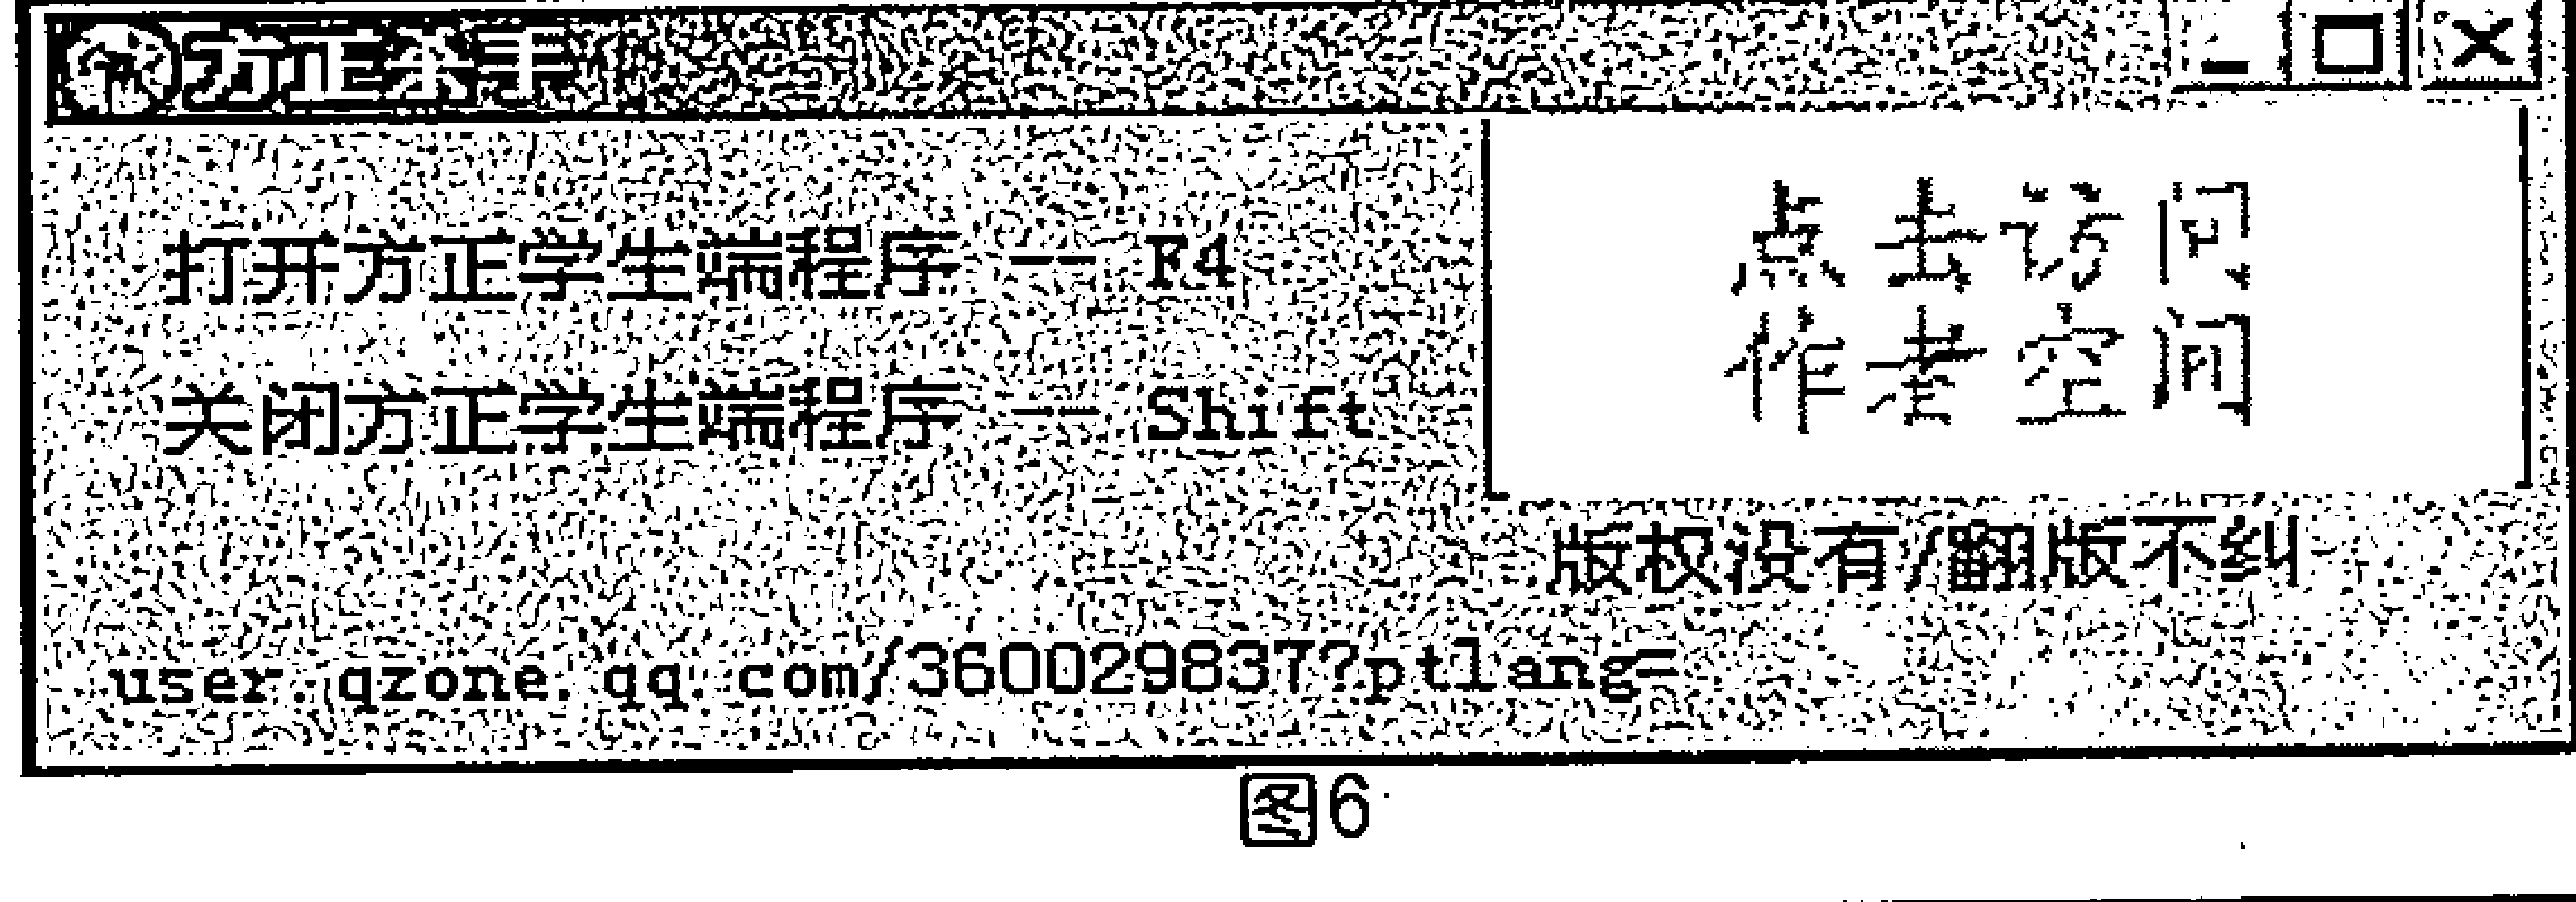 方正杀手
打开方正学生端程序 —— F4
关闭方正学生端程序 —— Shift
点击访问
作者空间
版权没有/翻版不纠
user.qzone.qq.com/360029837?ptlang=
图6